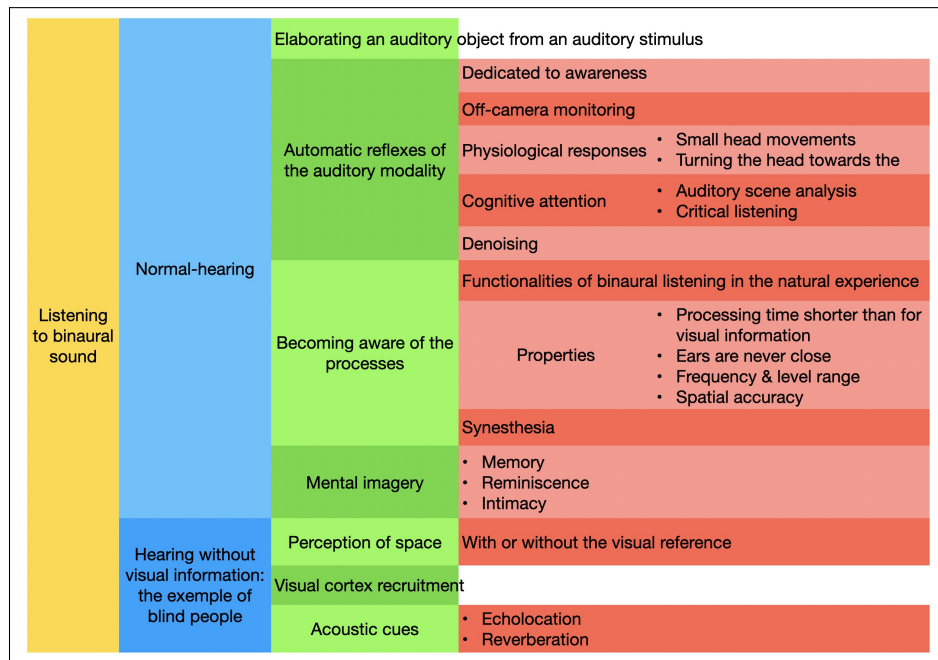 Listening
to binaural
sound
Normal-hearing
Elaborating an auditory object from an auditory stimulus
Automatic reflexes of
the auditory modality
Dedicated to awareness
Off-camera monitoring
Physiological responses
• Small head movements
• Turning the head towards the
Cognitive attention
• Auditory scene analysis
• Critical listening
Denoising
Becoming aware of the
processes
Functionalities of binaural listening in the natural experience
Properties
• Processing time shorter than for
visual information
• Ears are never close
• Frequency & level range
• Spatial accuracy
Synesthesia
Mental imagery
• Memory
• Reminiscence
• Intimacy
Hearing without
visual information:
the exemple of
blind people
Perception of space
With or without the visual reference
Visual cortex recruitment
Acoustic cues
• Echolocation
• Reverberation